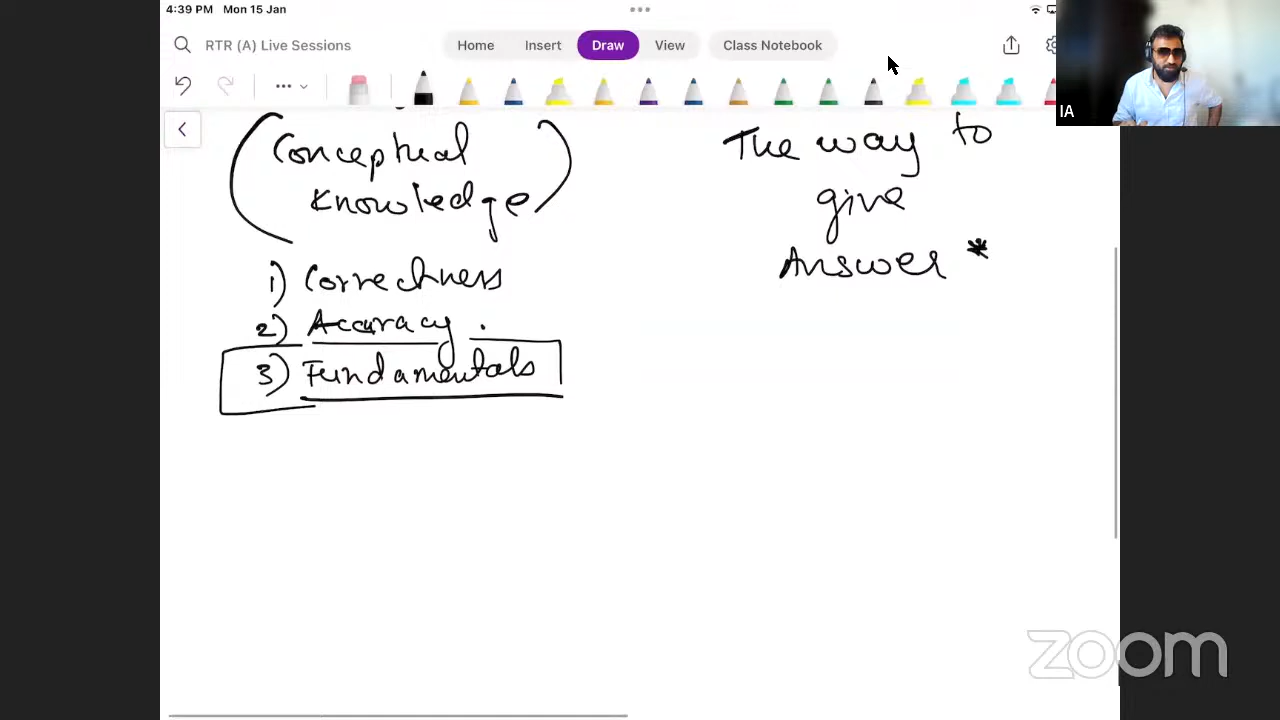 4:39 PM Mon 15 Jan
RTR (A) Live Sessions
Home Insert Draw View Class Notebook
IA
(Conceptual
Knowledge)
1) Correctness
2) Accuracy .
3) Fundamentals
The way to
give
Answer *
zoom